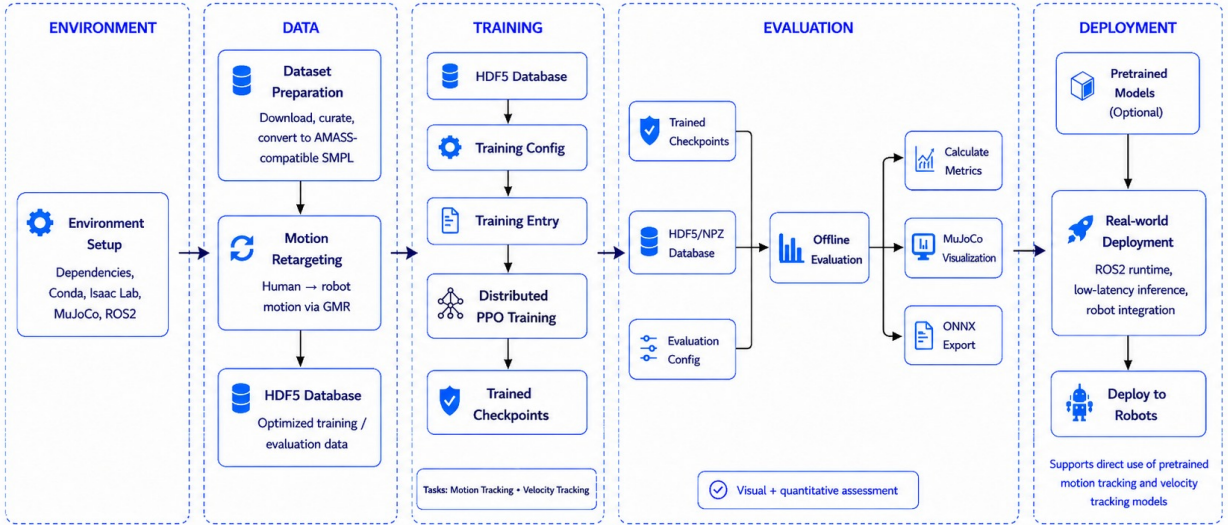 ENVIRONMENT
Environment
Setup
Dependencies,
Conda, Isaac Lab,
MuJoCo, ROS2
DATA
Dataset
Preparation
Download, curate,
convert to AMASS-
compatible SMPL
Motion
Retargeting
Human → robot
motion via GMR
HDF5 Database
Optimized training /
evaluation data
TRAINING
HDF5 Database
Training Config
Training Entry
Distributed
PPO Training
Trained
Checkpoints
Tasks: Motion Tracking • Velocity Tracking
EVALUATION
Trained
Checkpoints
HDF5/NPZ
Database
Evaluation
Config
Offline
Evaluation
Calculate
Metrics
MuJoCo
Visualization
ONNX
Export
Visual + quantitative assessment
DEPLOYMENT
Pretrained
Models
(Optional)
Real-world
Deployment
ROS2 runtime,
low-latency inference,
robot integration
Deploy to
Robots
Supports direct use of pretrained
motion tracking and velocity
tracking models